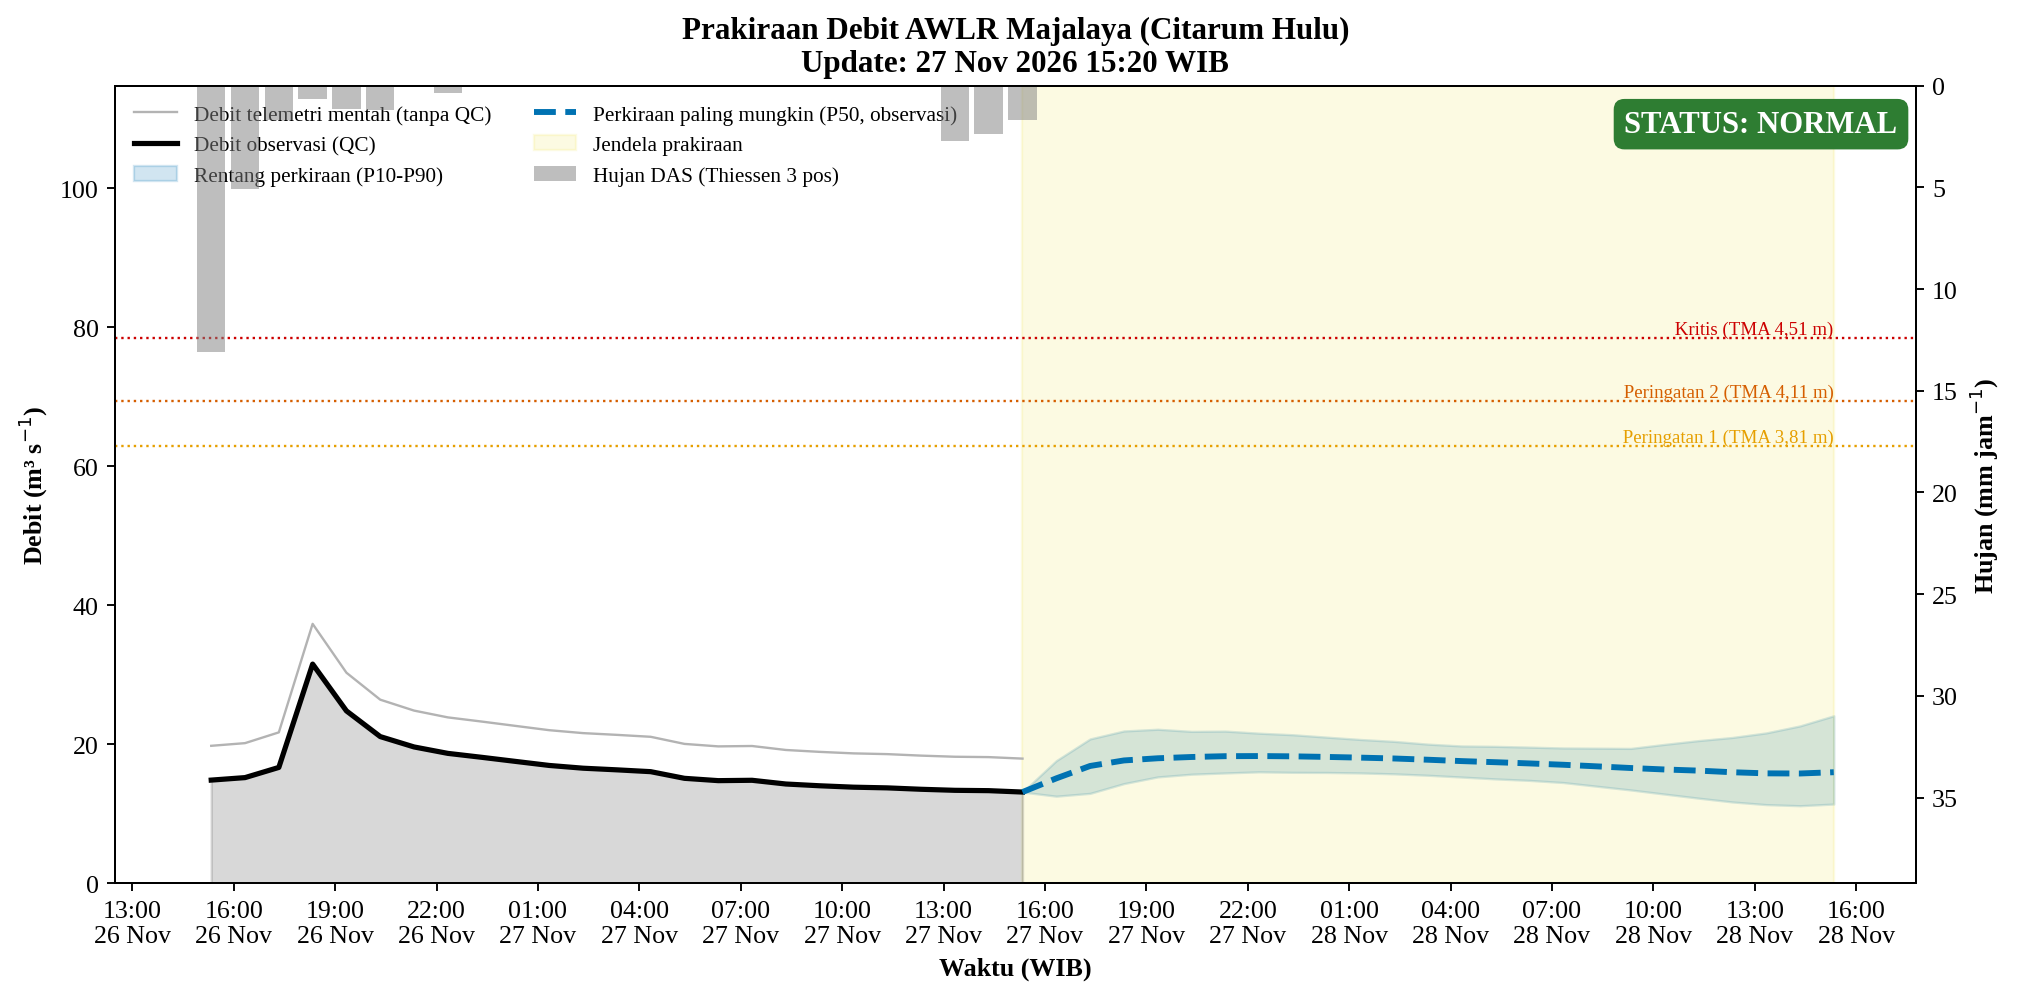 Prakiraan Debit AWLR Majalaya (Citarum Hulu)
Update: 27 Nov 2026 15:20 WIB
Debit telemetri mentah (tanpa QC)
Debit observasi (QC)
Rentang perkiraan (P10-P90)
Perkiraan paling mungkin (P50, observasi)
Jendela prakiraan
Hujan DAS (Thiessen 3 pos)
STATUS: NORMAL
Kritis (TMA 4,51 m)
Peringatan 2 (TMA 4,11 m)
Peringatan 1 (TMA 3,81 m)
Debit (m³ s⁻¹)
100
80
60
40
20
0
Hujan (mm jam⁻¹)
0
5
10
15
20
25
30
35
13:00 16:00 19:00 22:00 01:00 04:00 07:00 10:00 13:00 16:00 19:00 22:00 01:00 04:00 07:00 10:00 13:00 16:00
26 Nov 26 Nov 26 Nov 26 Nov 27 Nov 27 Nov 27 Nov 27 Nov 27 Nov 27 Nov 27 Nov 27 Nov 28 Nov 28 Nov 28 Nov 28 Nov 28 Nov 28 Nov
Waktu (WIB)